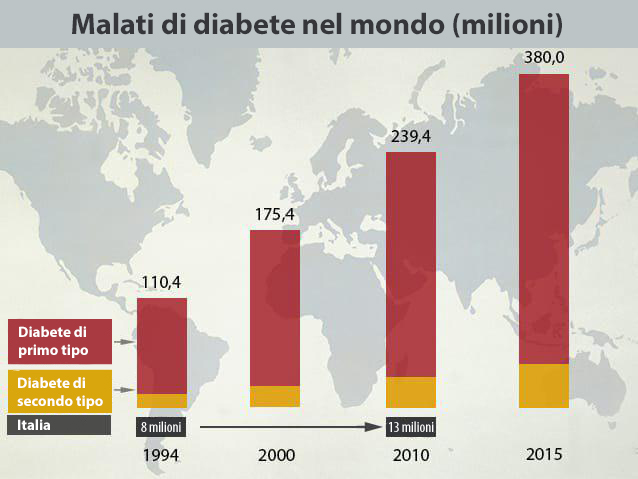 Malati di diabete nel mondo (milioni)
380,0
239,4
175,4
110,4
Diabete di
primo tipo
Diabete di
secondo tipo
Italia
8 milioni
13 milioni
1994
2000
2010
2015